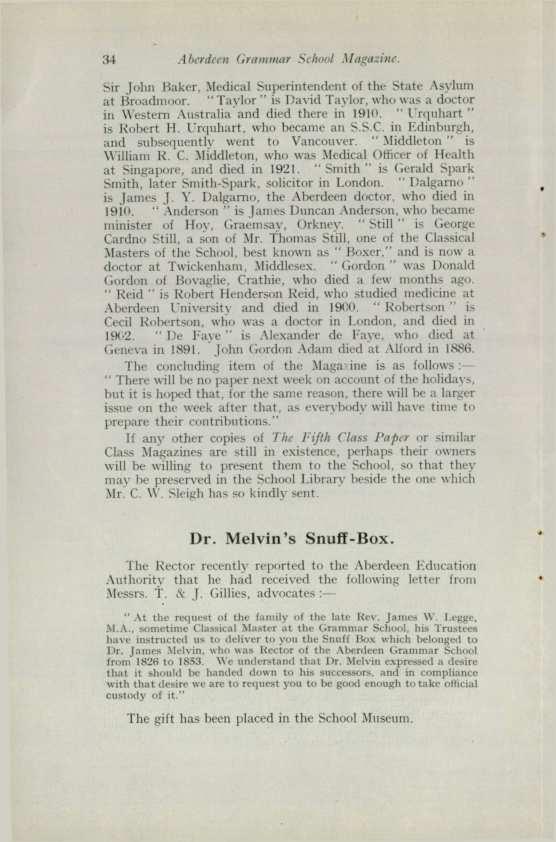 34 Aberdeen Grammar School Magazine.
Sir John Baker, Medical Superintendent of the State Asylum
at Broadmoor. “ Taylor ” is David Taylor, who was a doctor
in Western Australia and died there in 1910. “ Urquhart ”
is Robert H. Urquhart, who became an S.S.C. in Edinburgh,
and subsequently went to Vancouver. “ Middleton ” is
William R. C. Middleton, who was Medical Officer of Health
at Singapore, and died in 1921. “ Smith ” is Gerald Spark
Smith, later Smith-Spark, solicitor in London. “ Dalgarno ”
is James J. Y. Dalgarno, the Aberdeen doctor, who died in
1910. “ Anderson ” is James Duncan Anderson, who became
minister of Hoy, Graemsay, Orkney. “ Still ” is George
Cardno Still, a son of Mr. Thomas Still, one of the Classical
Masters of the School, best known as “ Boxer,” and is now a
doctor at Twickenham, Middlesex. “ Gordon ” was Donald
Gordon of Bovaglie, Crathie, who died a few months ago.
“ Reid ” is Robert Henderson Reid, who studied medicine at
Aberdeen University and died in 1900. “ Robertson ” is
Cecil Robertson, who was a doctor in London, and died in
1902. “ De Faye ” is Alexander de Faye, who died at
Geneva in 1891. John Gordon Adam died at Alford in 1886.
The concluding item of the Magazine is as follows :—
“ There will be no paper next week on account of the holidays,
but it is hoped that, for the same reason, there will be a larger
issue on the week after that, as everybody will have time to
prepare their contributions.”
If any other copies of The Fifth Class Paper or similar
Class Magazines are still in existence, perhaps their owners
will be willing to present them to the School, so that they
may be preserved in the School Library beside the one which
Mr. C. W. Sleigh has so kindly sent.
Dr. Melvin's Snuff-Box.
The Rector recently reported to the Aberdeen Education
Authority that he had received the following letter from
Messrs. T. & J. Gillies, advocates :—
“ At the request of the family of the late Rev. James W. Legge,
M.A., sometime Classical Master at the Grammar School, his Trustees
have instructed us to deliver to you the Snuff Box which belonged to
Dr. James Melvin, who was Rector of the Aberdeen Grammar School
from 1826 to 1853. We understand that Dr. Melvin expressed a desire
that it should be handed down to his successors, and in compliance
with that desire we are to request you to be good enough to take official
custody of it.”
The gift has been placed in the School Museum.